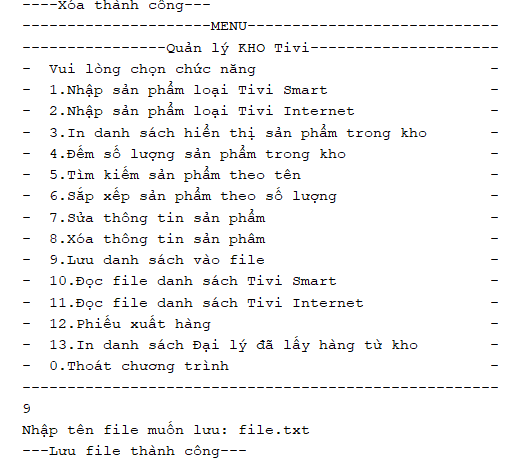 ----Xóa thành công---
---------------------MENU----------------------------
----------------Quản lý KHO Tivi---------------------
-  Vui lòng chọn chức năng                          -
-  1.Nhập sản phẩm loại Tivi Smart                  -
-  2.Nhập sản phẩm loại Tivi Internet               -
-  3.In danh sách hiển thị sản phẩm trong kho       -
-  4.Đếm số lượng sản phẩm trong kho                -
-  5.Tìm kiếm sản phẩm theo tên                     -
-  6.Sắp xếp sản phẩm theo số lượng                 -
-  7.Sửa thông tin sản phẩm                         -
-  8.Xóa thông tin sản phâm                         -
-  9.Lưu danh sách vào file                         -
-  10.Đọc file danh sách Tivi Smart                 -
-  11.Đọc file danh sách Tivi Internet              -
-  12.Phiếu xuất hàng                               -
-  13.In danh sách Đại lý đã lấy hàng từ kho        -
-  0.Thoát chương trình                             -
-----------------------------------------------------
9
Nhập tên file muốn lưu: file.txt
---Lưu file thành công---